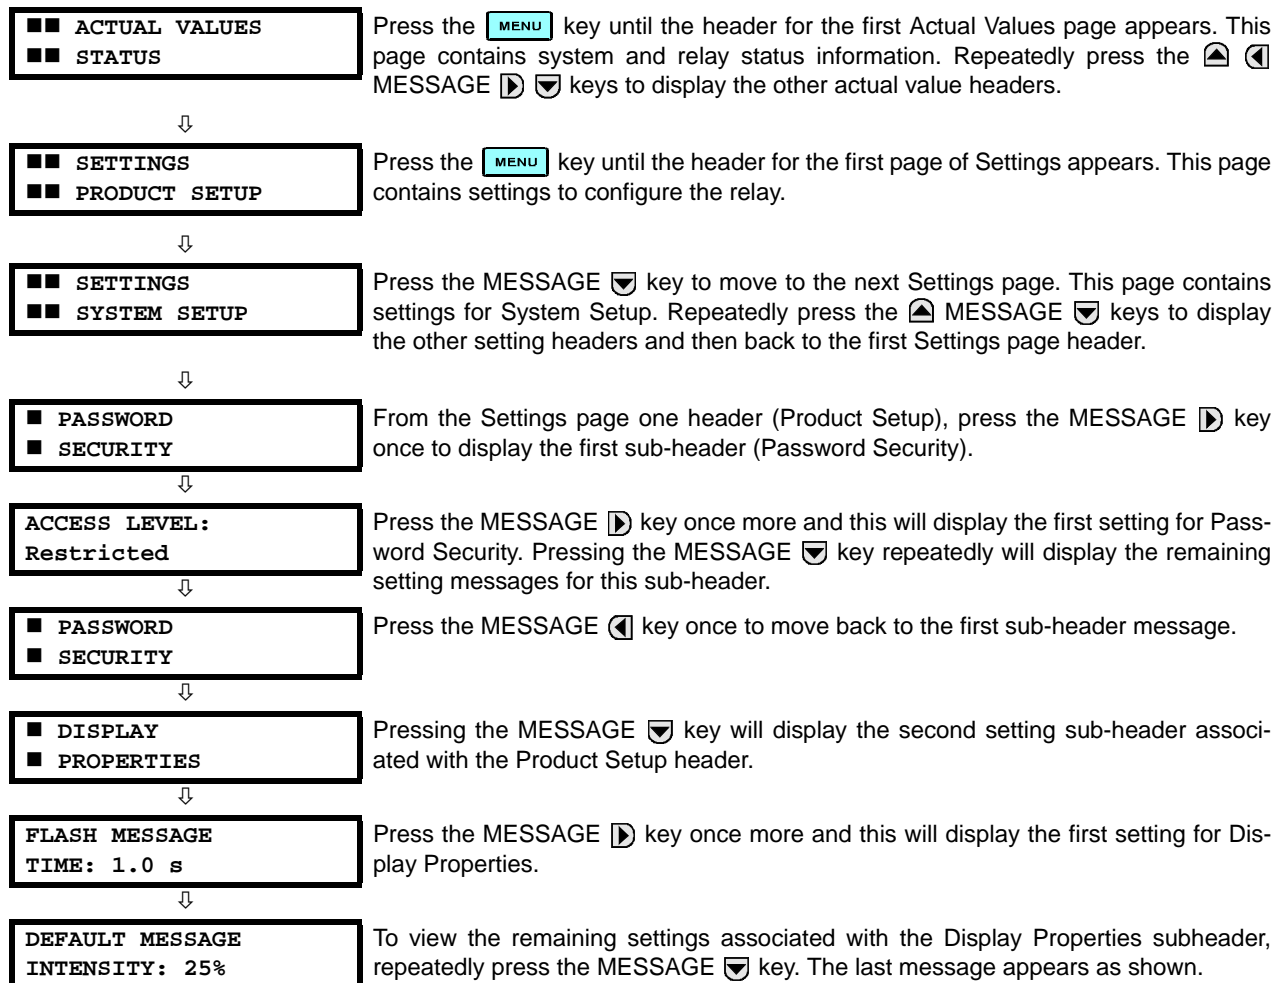 ■■ ACTUAL VALUES
■■ STATUS
Press the MENU key until the header for the first Actual Values page appears. This
page contains system and relay status information. Repeatedly press the
MESSAGE keys to display the other actual value headers.
⇩
■■ SETTINGS
■■ PRODUCT SETUP
Press the MENU key until the header for the first page of Settings appears. This page
contains settings to configure the relay.
⇩
■■ SETTINGS
■■ SYSTEM SETUP
Press the MESSAGE key to move to the next Settings page. This page contains
settings for System Setup. Repeatedly press the MESSAGE keys to display
the other setting headers and then back to the first Settings page header.
⇩
■ PASSWORD
■ SECURITY
From the Settings page one header (Product Setup), press the MESSAGE key
once to display the first sub-header (Password Security).
⇩
ACCESS LEVEL:
Restricted
Press the MESSAGE key once more and this will display the first setting for Pass-
word Security. Pressing the MESSAGE key repeatedly will display the remaining
setting messages for this sub-header.
⇩
■ PASSWORD
■ SECURITY
Press the MESSAGE key once to move back to the first sub-header message.
⇩
■ DISPLAY
■ PROPERTIES
Pressing the MESSAGE key will display the second setting sub-header associ-
ated with the Product Setup header.
⇩
FLASH MESSAGE
TIME: 1.0 s
Press the MESSAGE key once more and this will display the first setting for Dis-
play Properties.
⇩
DEFAULT MESSAGE
INTENSITY: 25%
To view the remaining settings associated with the Display Properties subheader,
repeatedly press the MESSAGE key. The last message appears as shown.